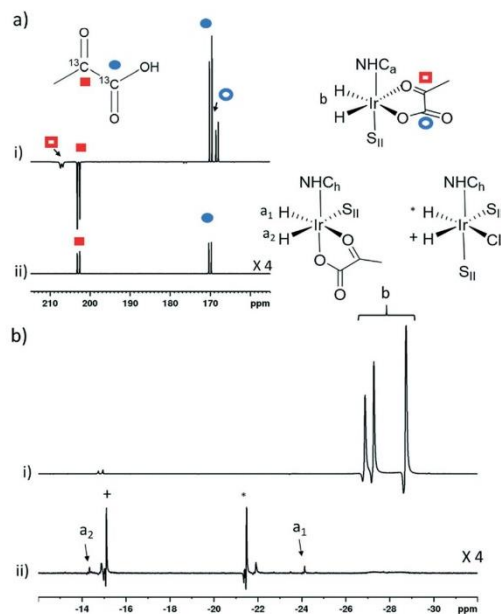 a)
O
13C
13C
OH
i)
ii)
X 4
210
200
190
180
170
ppm
NHCa
b
H
H
Ir
O
O
O
SII
NHCh
a1
H
a2
H
Ir
SII
O
O
O
NHCh
*
H
+
H
Ir
SII
Cl
SII
b)
b
i)
+
*
a2
a1
ii)
X 4
-14
-16
-18
-20
-22
-24
-26
-28
-30
ppm